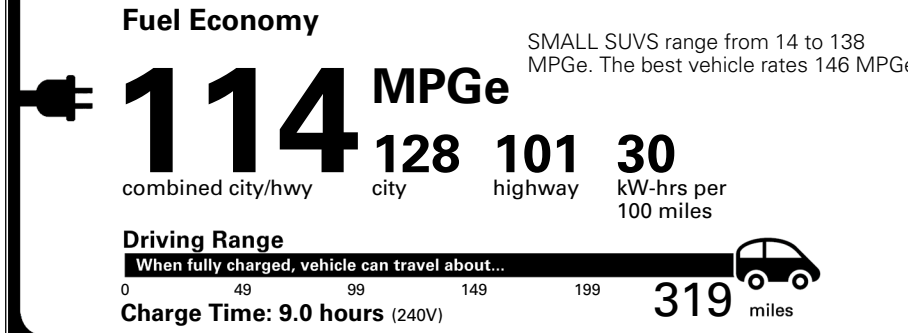 Fuel Economy
SMALL SUVS range from 14 to 138
MPGe. The best vehicle rates 146 MPGe
114 MPGe
128 101 30
combined city/hwy city highway kW-hrs per
100 miles
Driving Range
When fully charged, vehicle can travel about...
0 49 99 149 199 319 miles
Charge Time: 9.0 hours (240V)